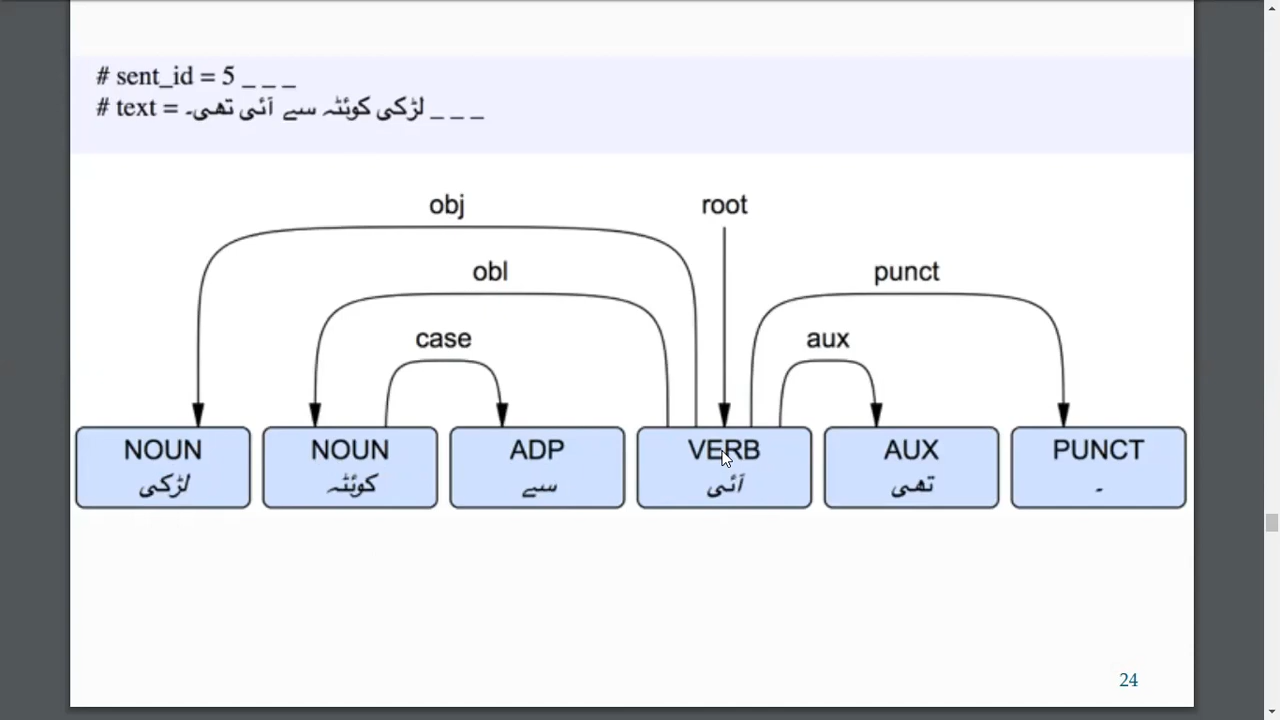 # sent_id = 5 _ _ _
# text = لڑکی کوئٹہ سے آئی تھی۔ _ _ _
obj
root
obl
punct
case
aux
NOUN
NOUN
ADP
VERB
AUX
PUNCT
لڑکی
کوئٹہ
سے
آئی
تھی
۔
24